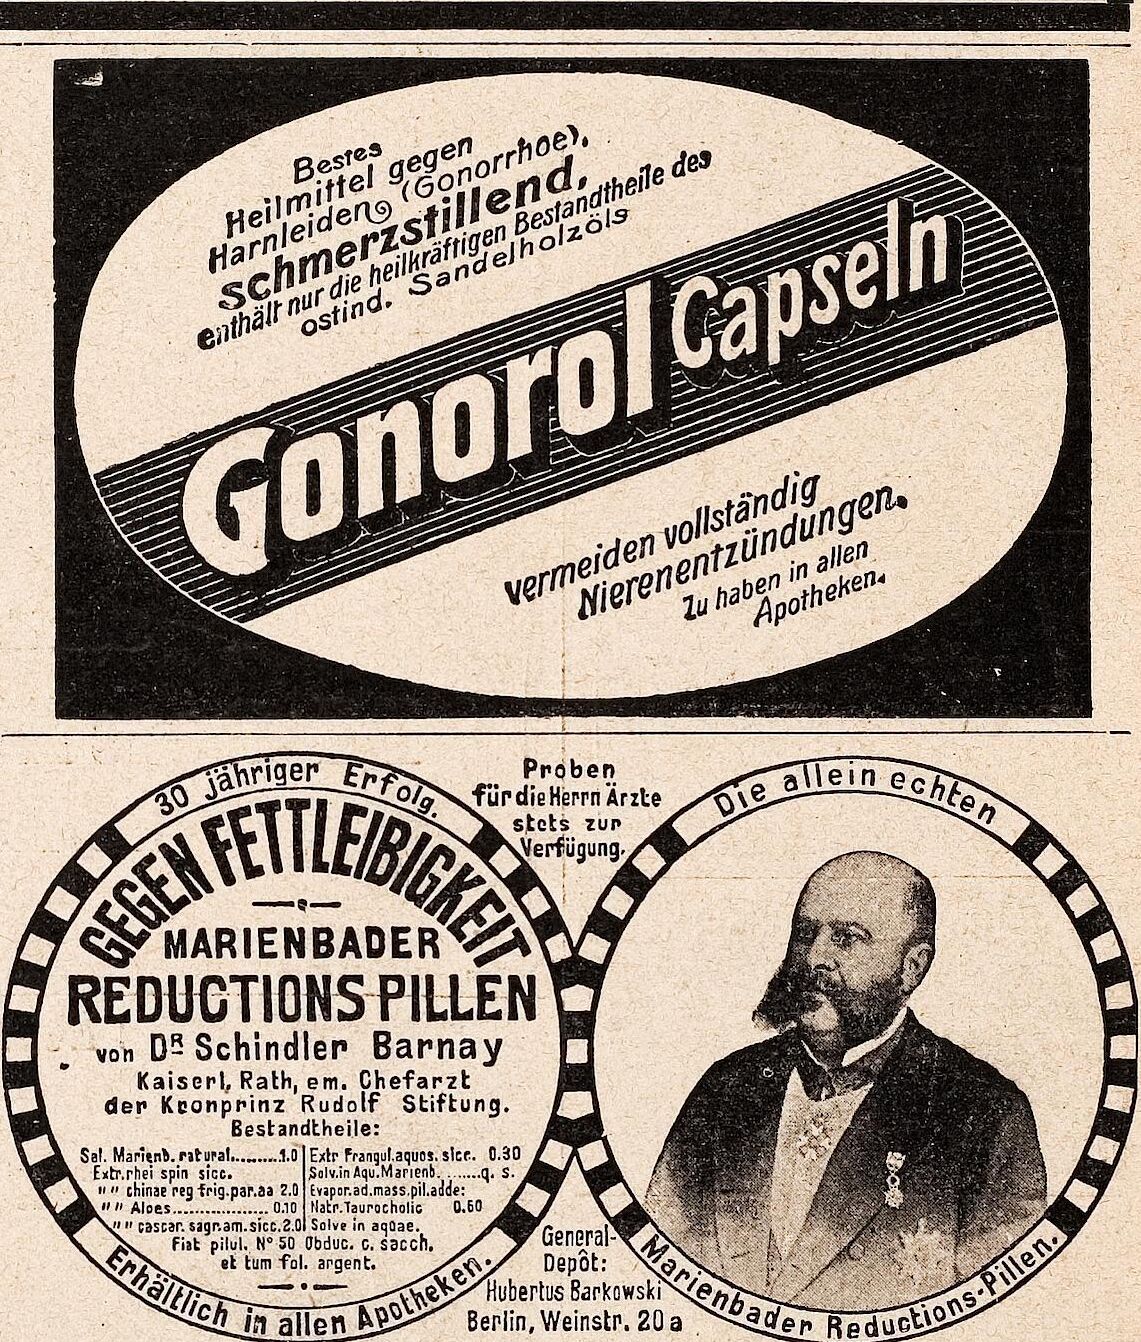 Bestes
Heilmittel gegen
Harnleiden (Gonorrhoe),
schmerzstillend,
enthält nur die heilkräftigen Bestandtheile des
ostind. Sandelholzöls
Gonorol Capseln
vermeiden vollständig
Nierenentzündungen.
Zu haben in allen
Apotheken.
30 jähriger Erfolg.
GEGEN FETTLEIBIGKEIT
MARIENBADER
REDUCTIONS PILLEN
von DR Schindler Barnay
Kaiserl. Rath, em. Chefarzt
der Kronprinz Rudolf Stiftung.
Bestandtheile:
Sal. Marienb. natural.........1.0
Extr. rhei spin sicc.
"" chinae reg frig. par. aa 2.0
"" Aloes.................. 0.10
"" cascar. sagr. am. sicc. 2.0
Extr Frangul. aquos. sicc. 0.30
Solv. in Aqu. Marienb. ......q. s.
Evapor. ad. mass. pil. adde:
Natr. Taurocholic 0.60
Solve in aquae.
Fiat pilul. No 50 Obduc. c. sacch.
et tum fol. argent.
Erhältlich in allen Apotheken.
Proben
für die Herrn Ärzte
stets zur
Verfügung.
General-
Depôt:
Hubertus Barkowski
Berlin, Weinstr. 20 a
Die allein echten
Marienbader Reductions-Pillen.